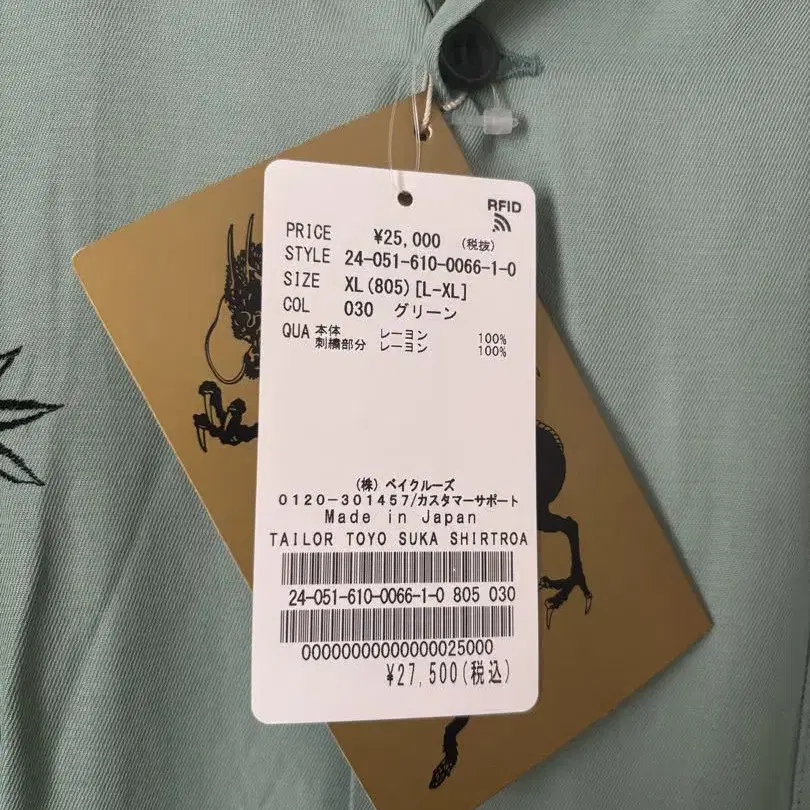 RFID
PRICE ¥25,000 (税抜)
STYLE 24-051-610-0066-1-0
SIZE XL(805)[L-XL]
COL 030 グリーン
QUA 本体 レーヨン 100%
刺繍部分 レーヨン 100%
(株) ベイクルーズ
0120-301457/カスタマーサポート
Made in Japan
TAILOR TOYO SUKA SHIRTROA
24-051-610-0066-1-0 805 030
00000000000000025000
¥27,500(税込)